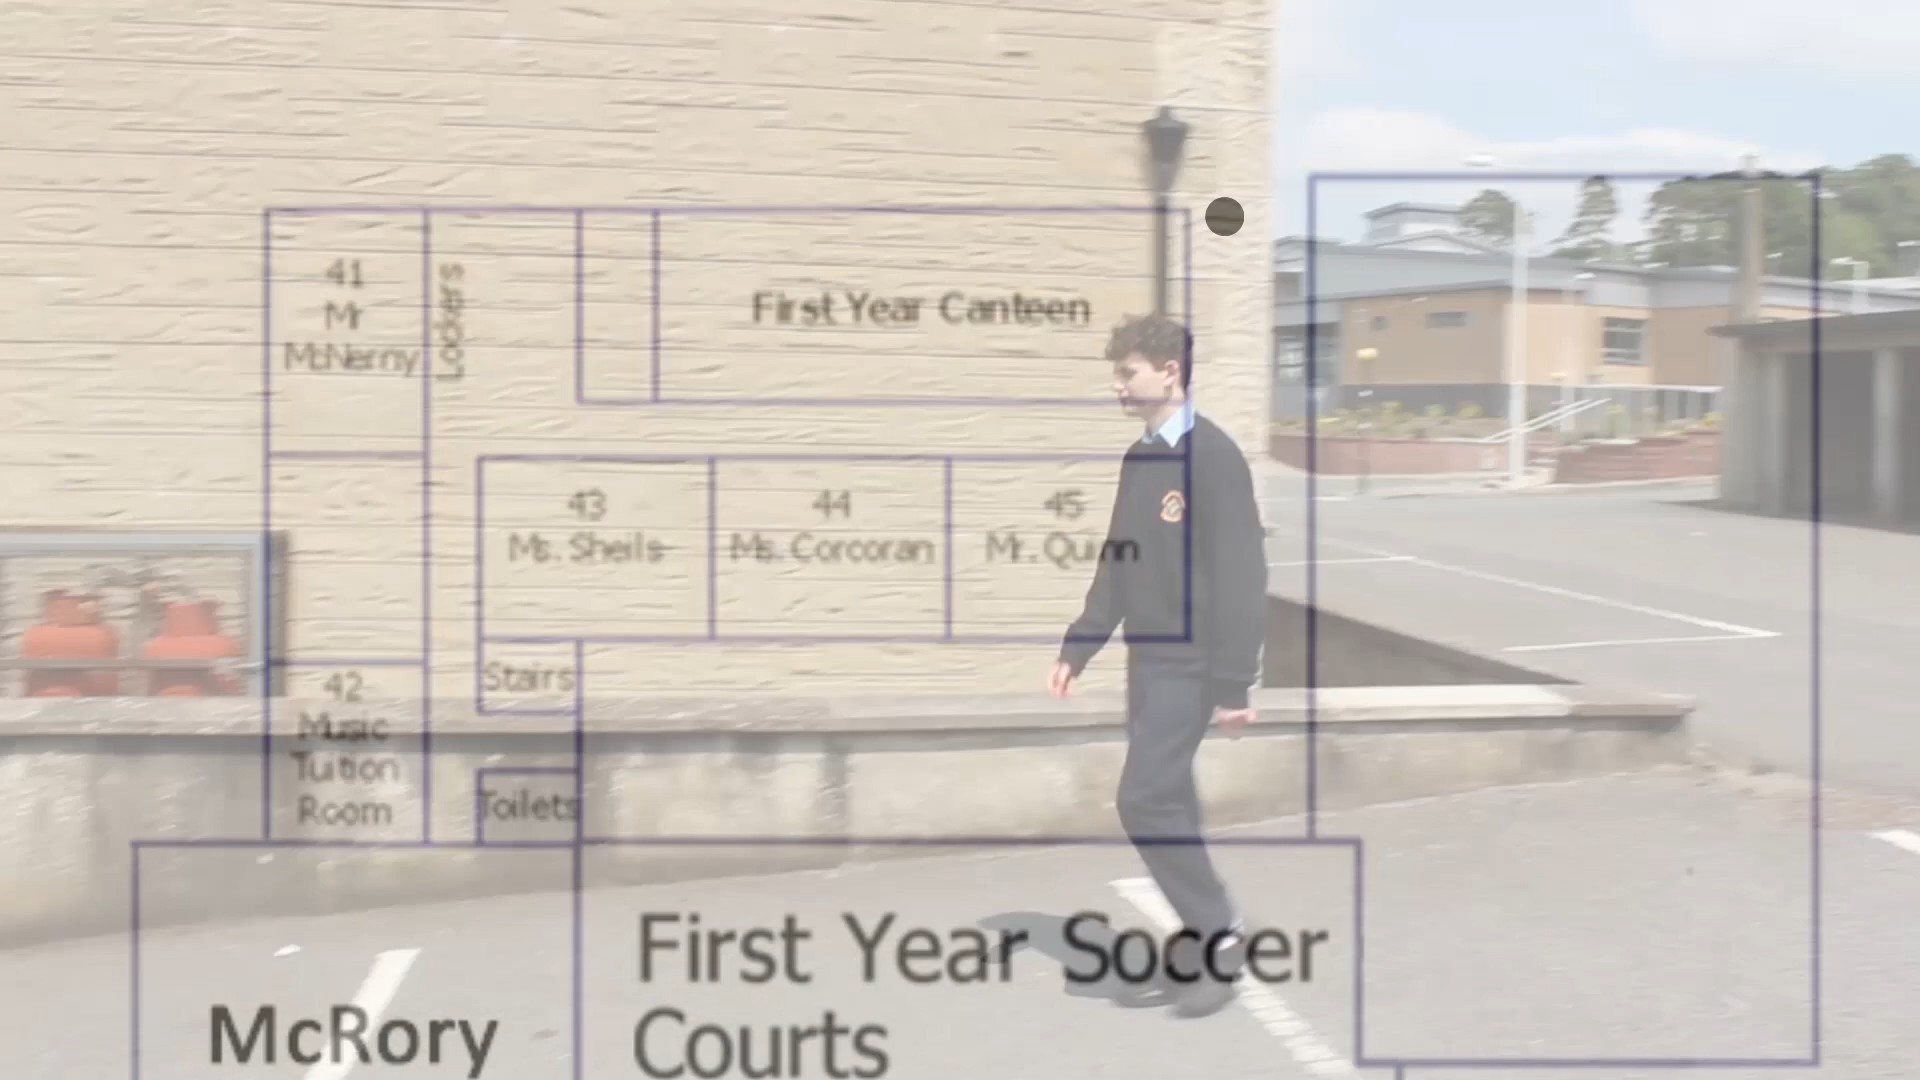 41
Mr
McNerny
Lockers
First Year Canteen
43
Ms. Sheils
44
Ms. Corcoran
45
Mr. Quinn
Stairs
42
Music
Tuition
Room
Toilets
First Year Soccer
Courts
McRory